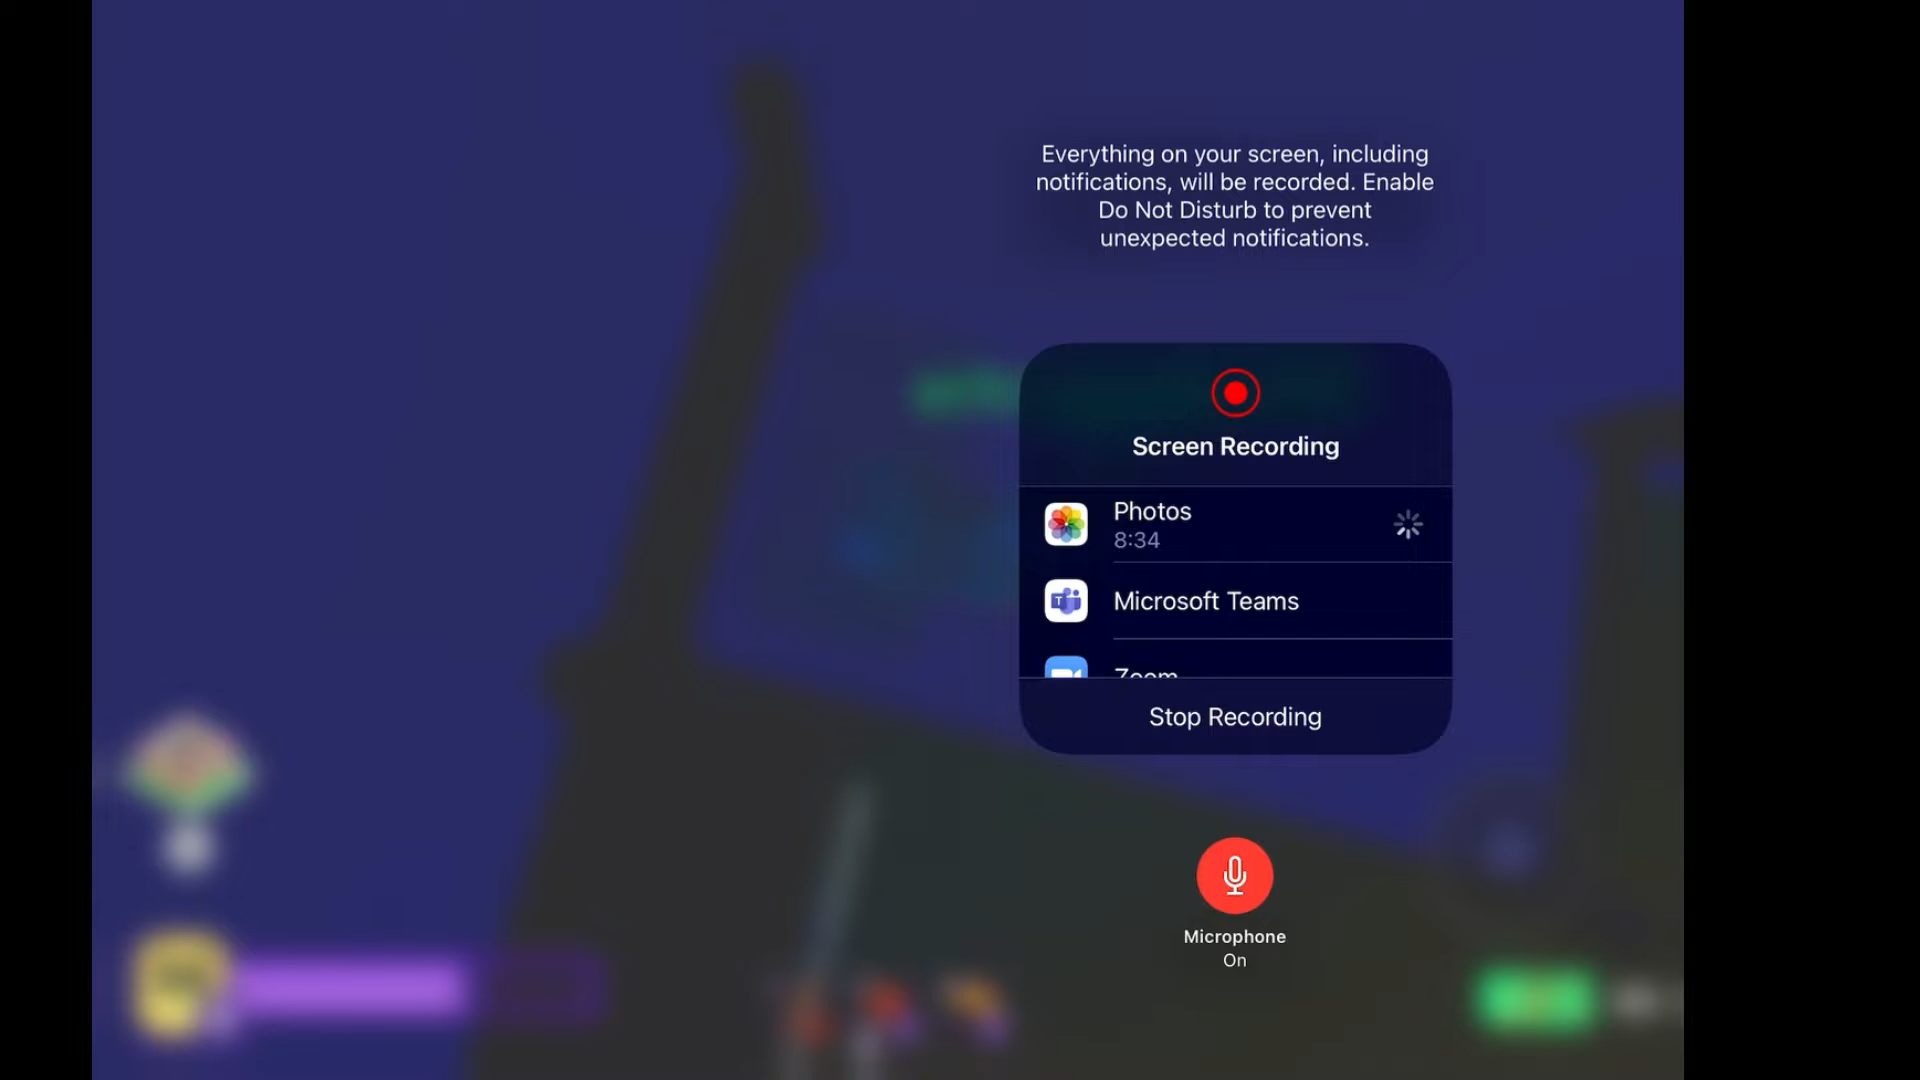 Everything on your screen, including
notifications, will be recorded. Enable
Do Not Disturb to prevent
unexpected notifications.
Screen Recording
Photos
8:34
Microsoft Teams
Zoom
Stop Recording
Microphone
On